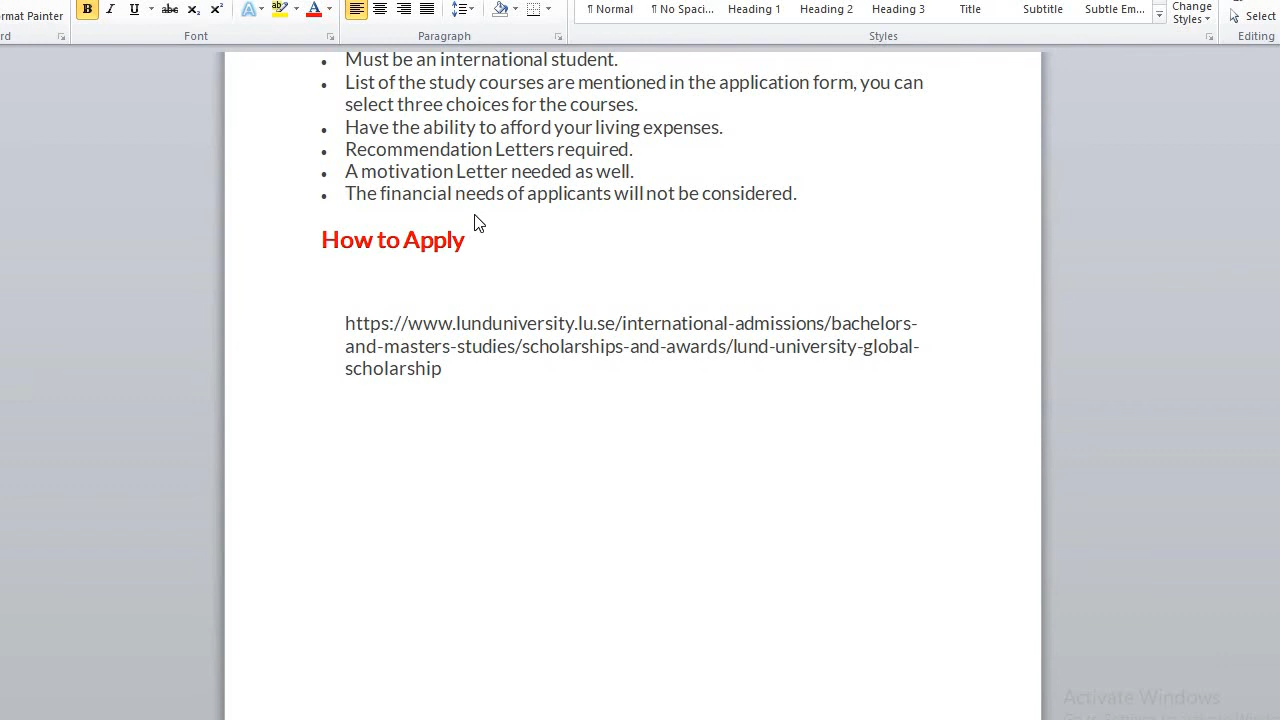 ormat Painter
B I U abc x₂ x² A A
¶ Normal ¶ No Spaci... Heading 1 Heading 2 Heading 3 Title Subtitle Subtle Em... Change Styles Select
rd Font Paragraph Styles Editing
• Must be an international student.
• List of the study courses are mentioned in the application form, you can
select three choices for the courses.
• Have the ability to afford your living expenses.
• Recommendation Letters required.
• A motivation Letter needed as well.
• The financial needs of applicants will not be considered.
How to Apply
https://www.lunduniversity.lu.se/international-admissions/bachelors-
and-masters-studies/scholarships-and-awards/lund-university-global-
scholarship
Activate Windows